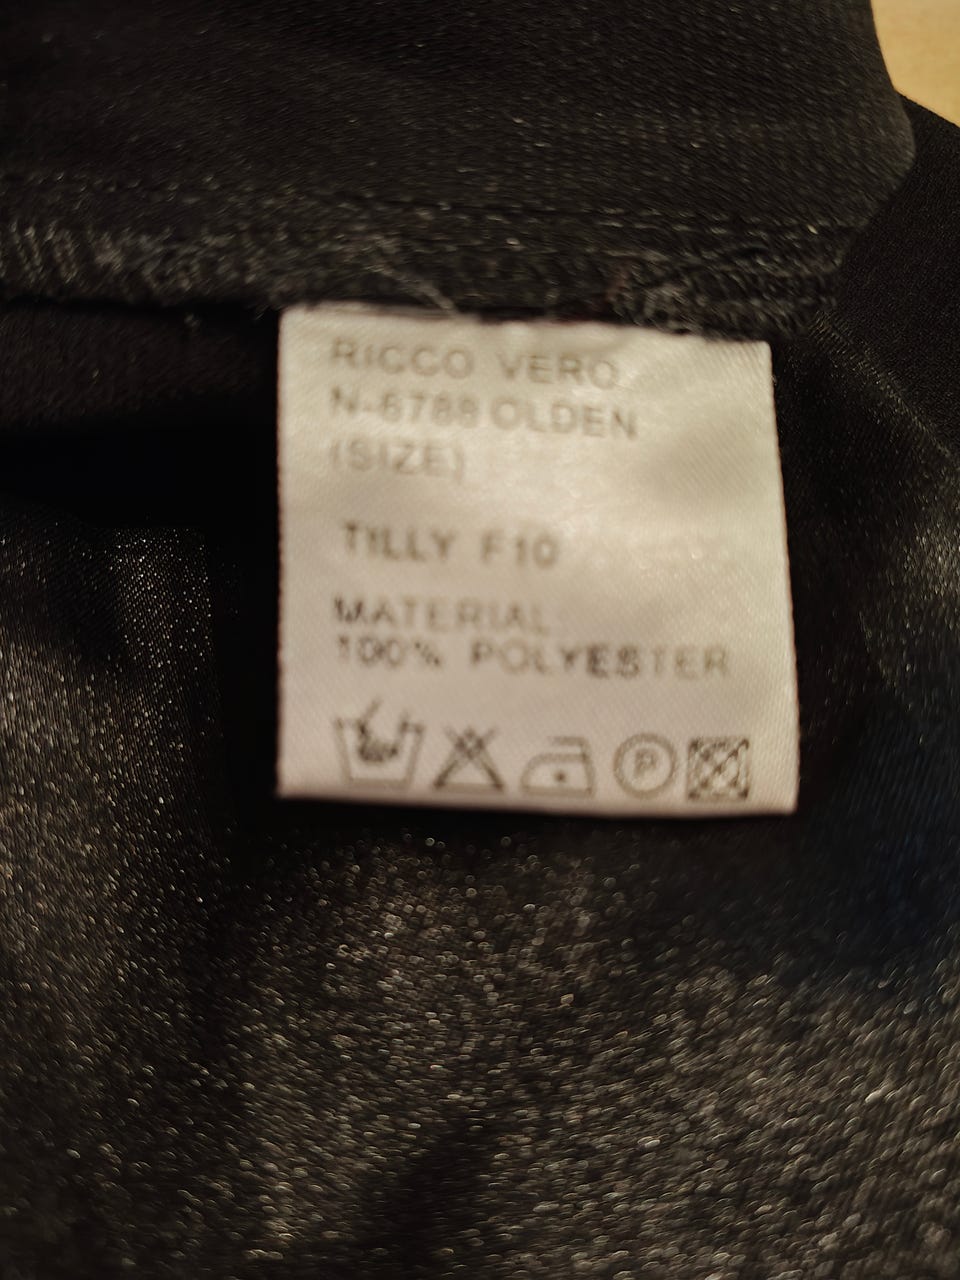 RICCO VERO
N-6788 OLDEN
(SIZE)
TILLY F10
MATERIAL:
100% POLYESTER
P